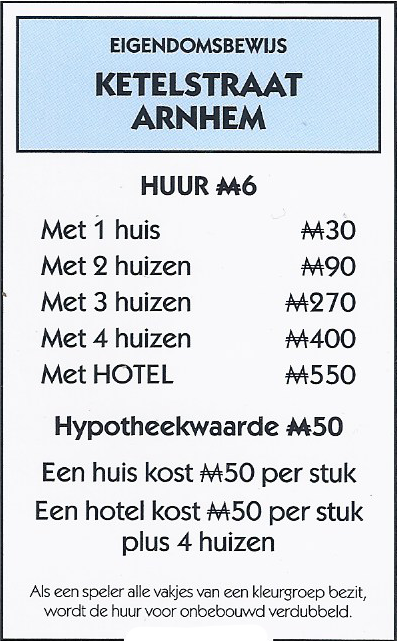 EIGENDOMSBEWIJS
KETELSTRAAT
ARNHEM
HUUR ₩6
Met 1 huis ₩30
Met 2 huizen ₩90
Met 3 huizen ₩270
Met 4 huizen ₩400
Met HOTEL ₩550
Hypotheekwaarde ₩50
Een huis kost ₩50 per stuk
Een hotel kost ₩50 per stuk
plus 4 huizen
Als een speler alle vakjes van een kleurgroep bezit,
wordt de huur voor onbebouwd verdubbeld.